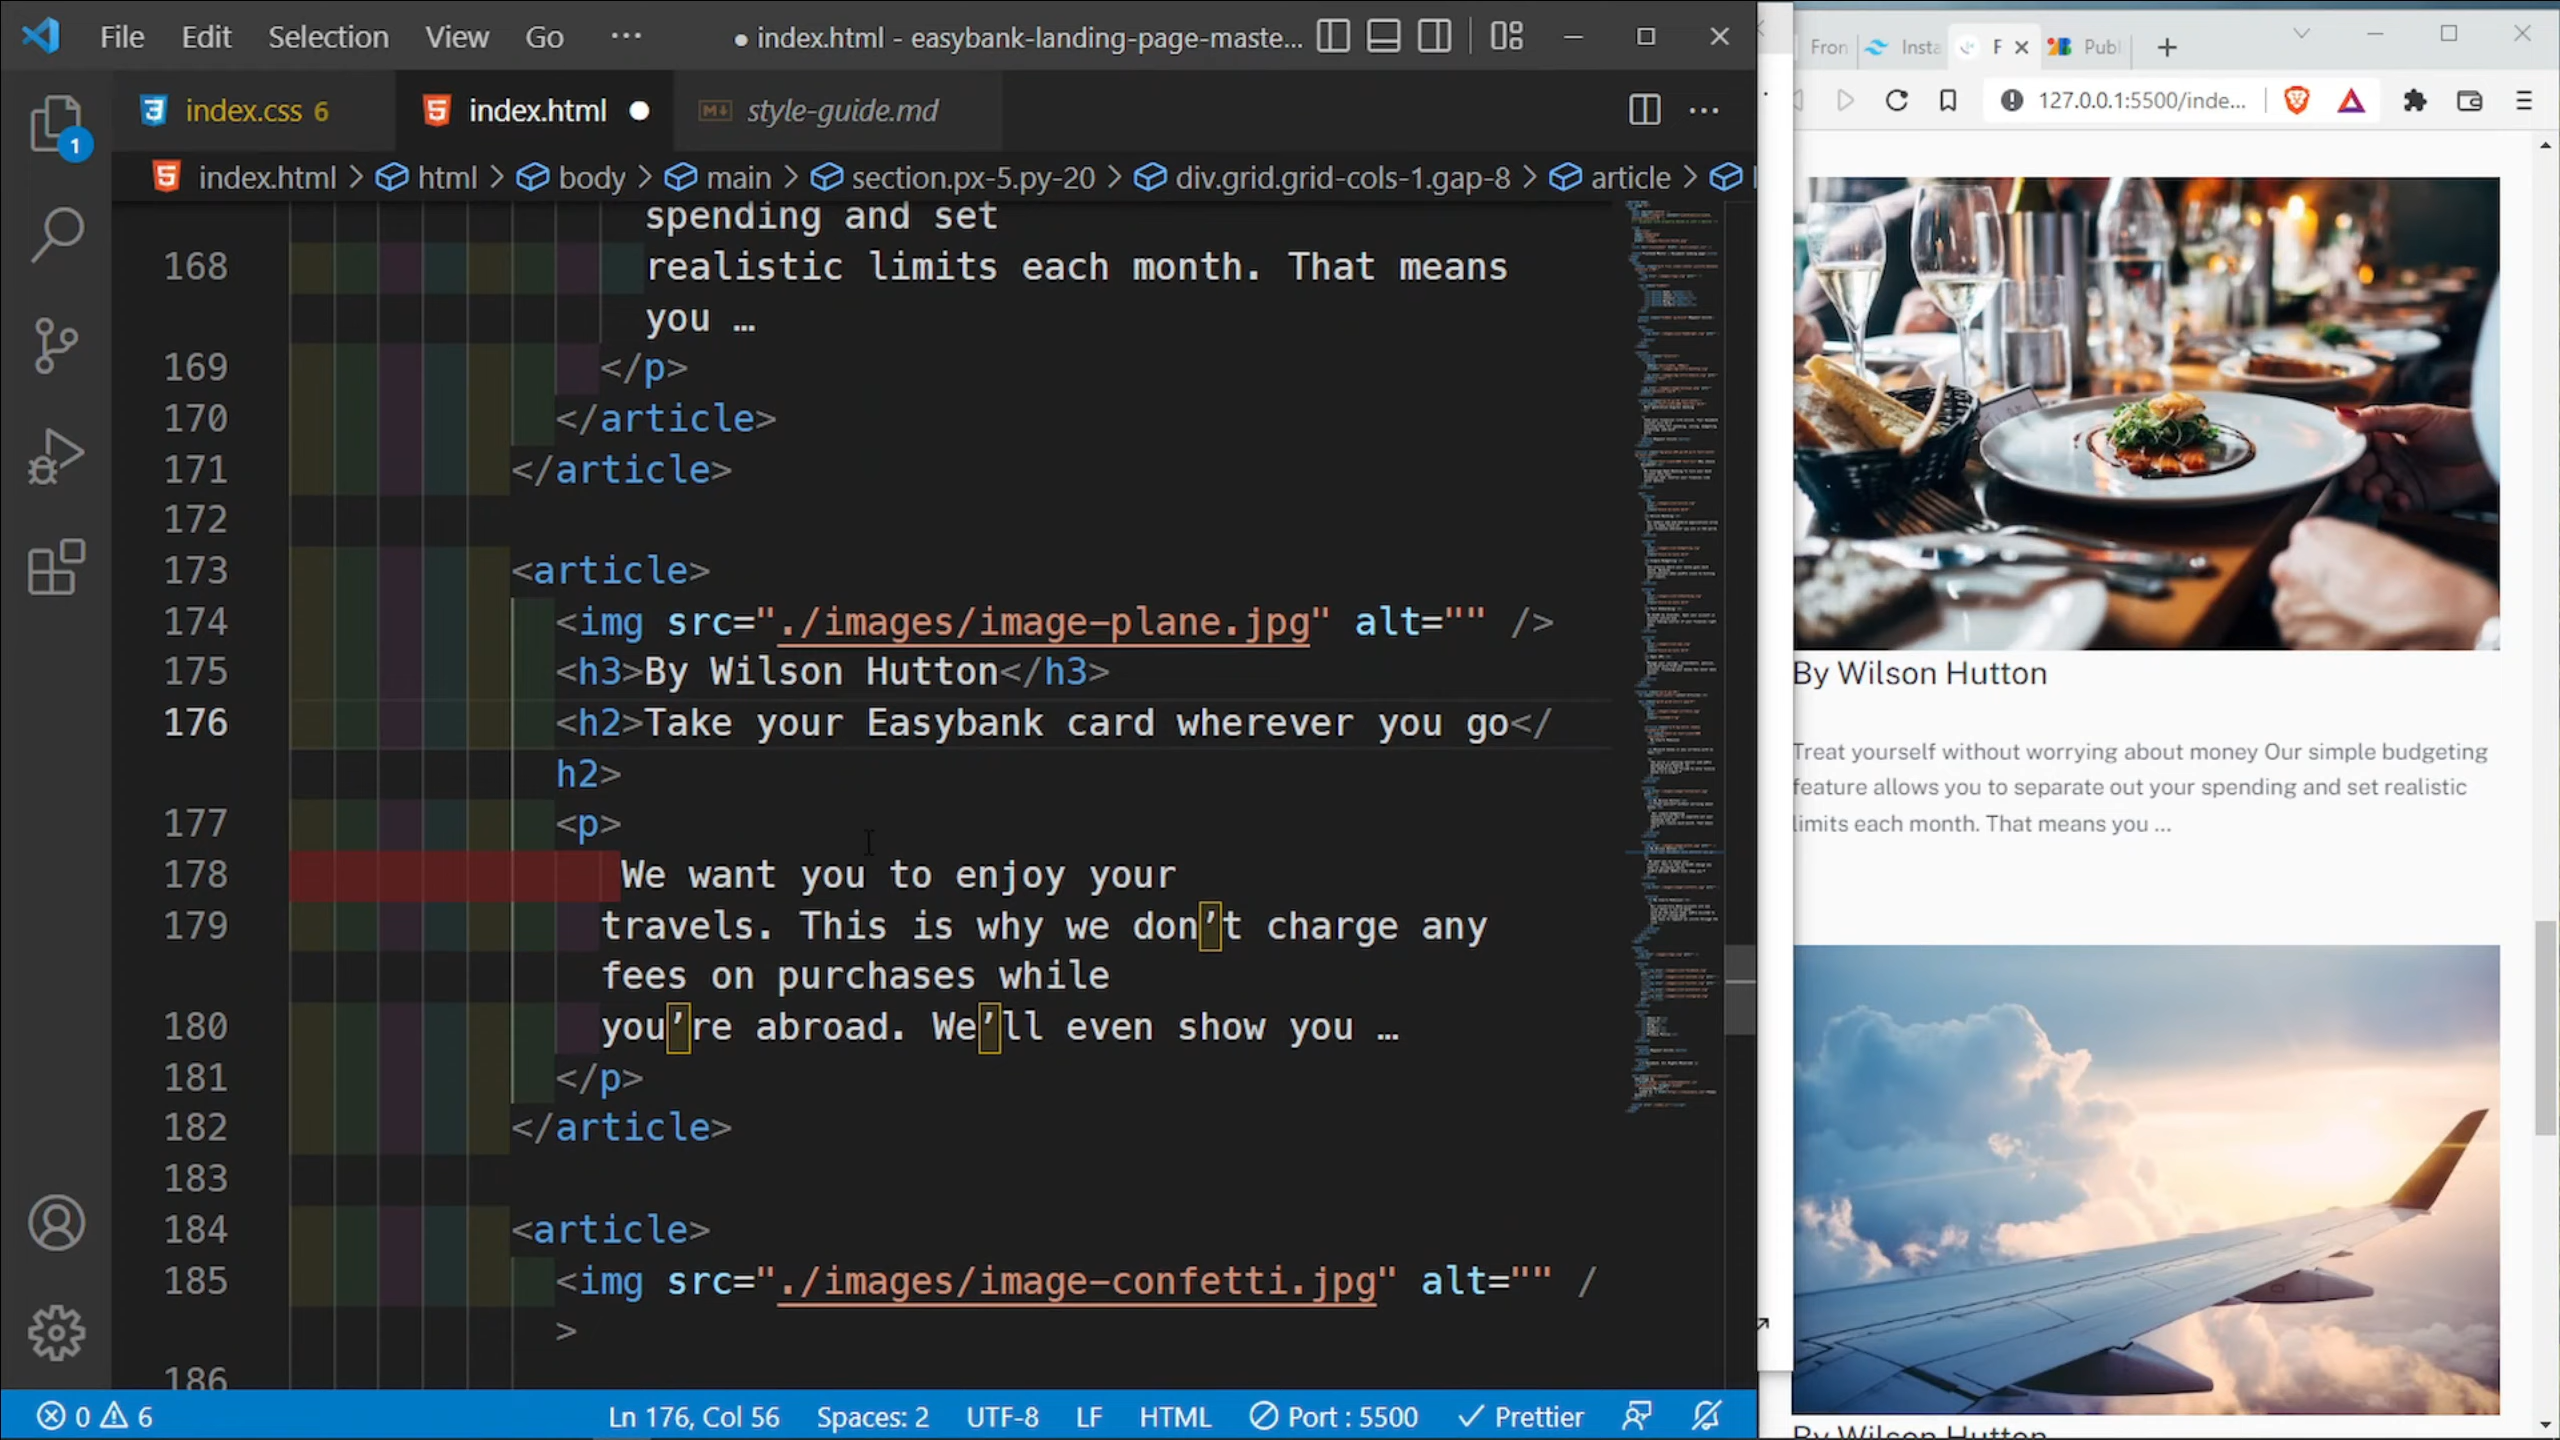 File Edit Selection View Go ··· ● index.html - easybank-landing-page-maste...
Fron Insta F Publ
index.css 6 index.html style-guide.md
127.0.0.1:5500/inde...
1
index.html > html > body > main > section.px-5.py-20 > div.grid.grid-cols-1.gap-8 > article >
spending and set
168 realistic limits each month. That means
you …
169 </p>
170 </article>
171 </article>
172
173 <article>
174 <img src="./images/image-plane.jpg" alt="" />
175 <h3>By Wilson Hutton</h3>
176 <h2>Take your Easybank card wherever you go</
h2>
177 <p>
178 We want you to enjoy your
179 travels. This is why we don’t charge any
fees on purchases while
180 you’re abroad. We’ll even show you …
181 </p>
182 </article>
183
184 <article>
185 <img src="./images/image-confetti.jpg" alt="" /
>
186
By Wilson Hutton
Treat yourself without worrying about money Our simple budgeting
feature allows you to separate out your spending and set realistic
limits each month. That means you ...
By Wilson Hutton
0 6 Ln 176, Col 56 Spaces: 2 UTF-8 LF HTML Port : 5500 Prettier